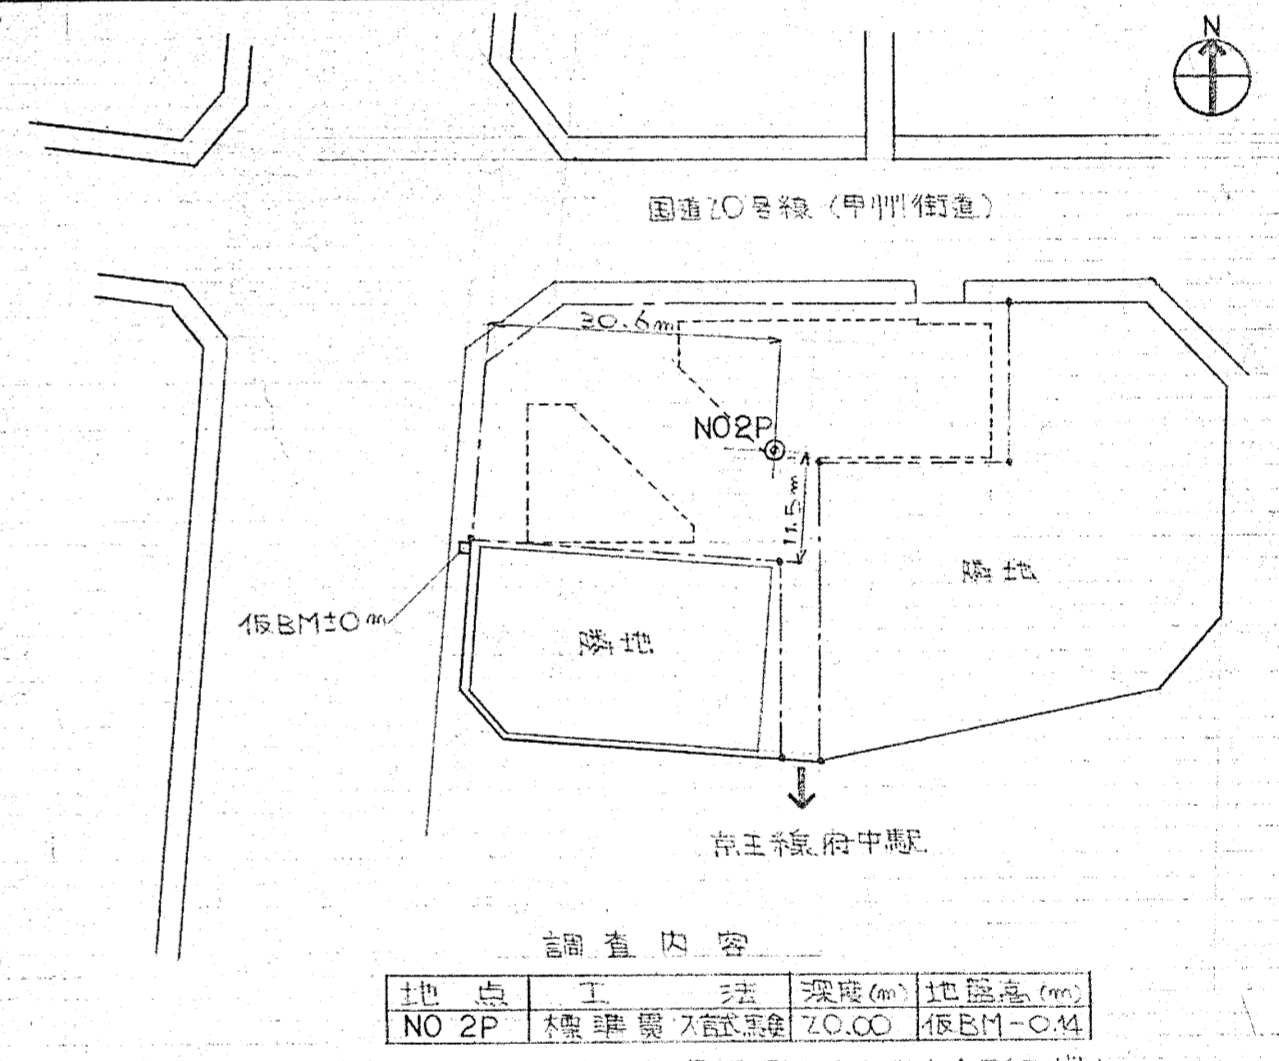 N
国道20号線（甲州街道）
30.6m
NO2P
11.5m
隣地
仮BM±0m
隣地
京王線府中駅
調査内容
地点 工法 深度(m) 地盤高(m)
NO 2P 標準貫入試験 20.00 仮BM-0.14